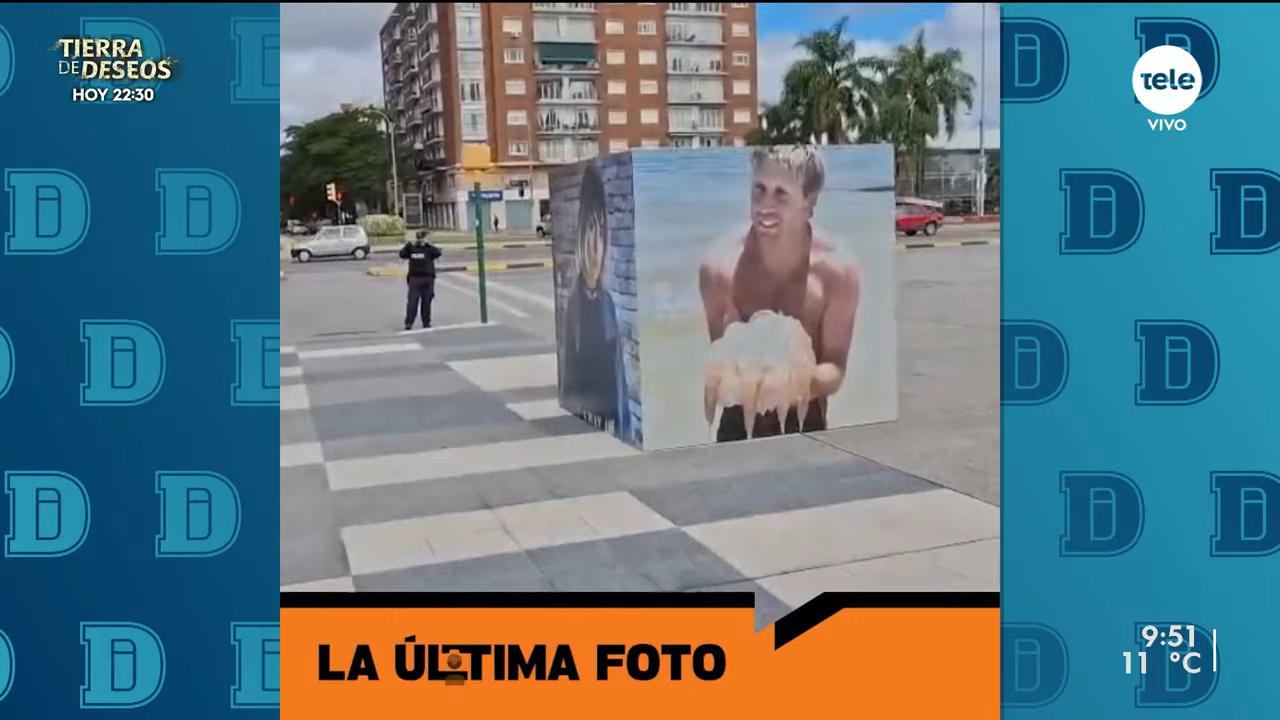 TIERRA
DE DESEOS
HOY 22:30
tele
VIVO
LA ÚLTIMA FOTO
9:51
11 °C